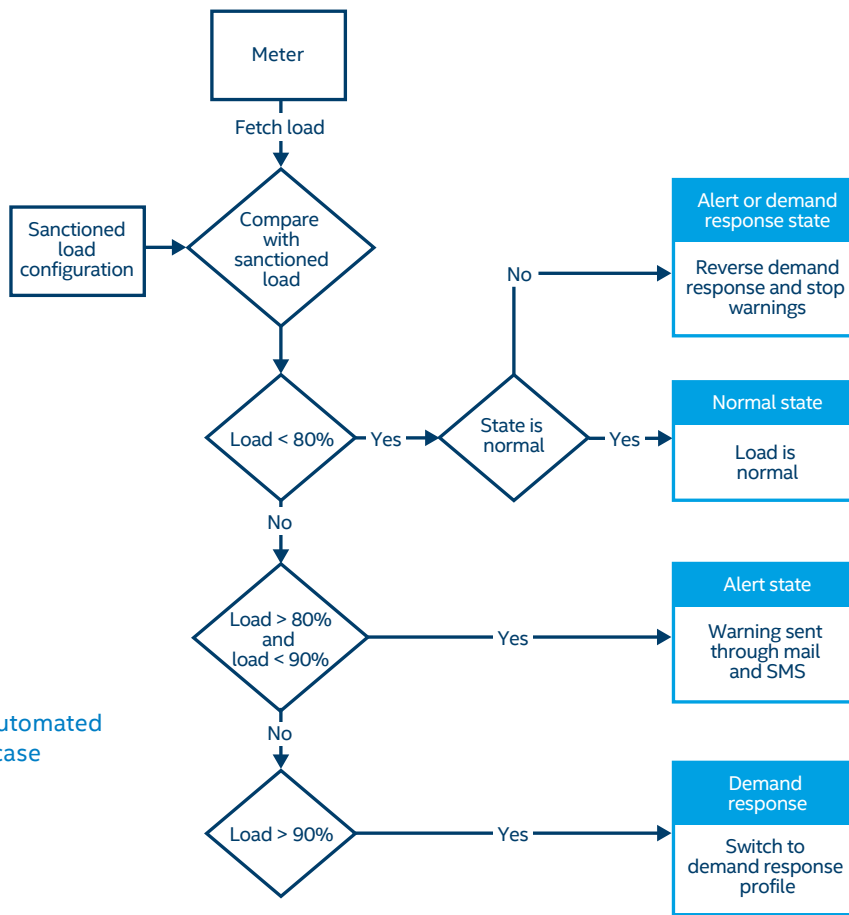 Meter
Fetch load
Sanctioned
load
configuration
Compare
with
sanctioned
load
Alert or demand
response state
Reverse demand
response and stop
warnings
No
Load < 80%
Yes
State is
normal
Yes
Normal state
Load is
normal
No
Load > 80%
and
load < 90%
Yes
Alert state
Warning sent
through mail
and SMS
utomated
case
No
Load > 90%
Yes
Demand
response
Switch to
demand response
profile